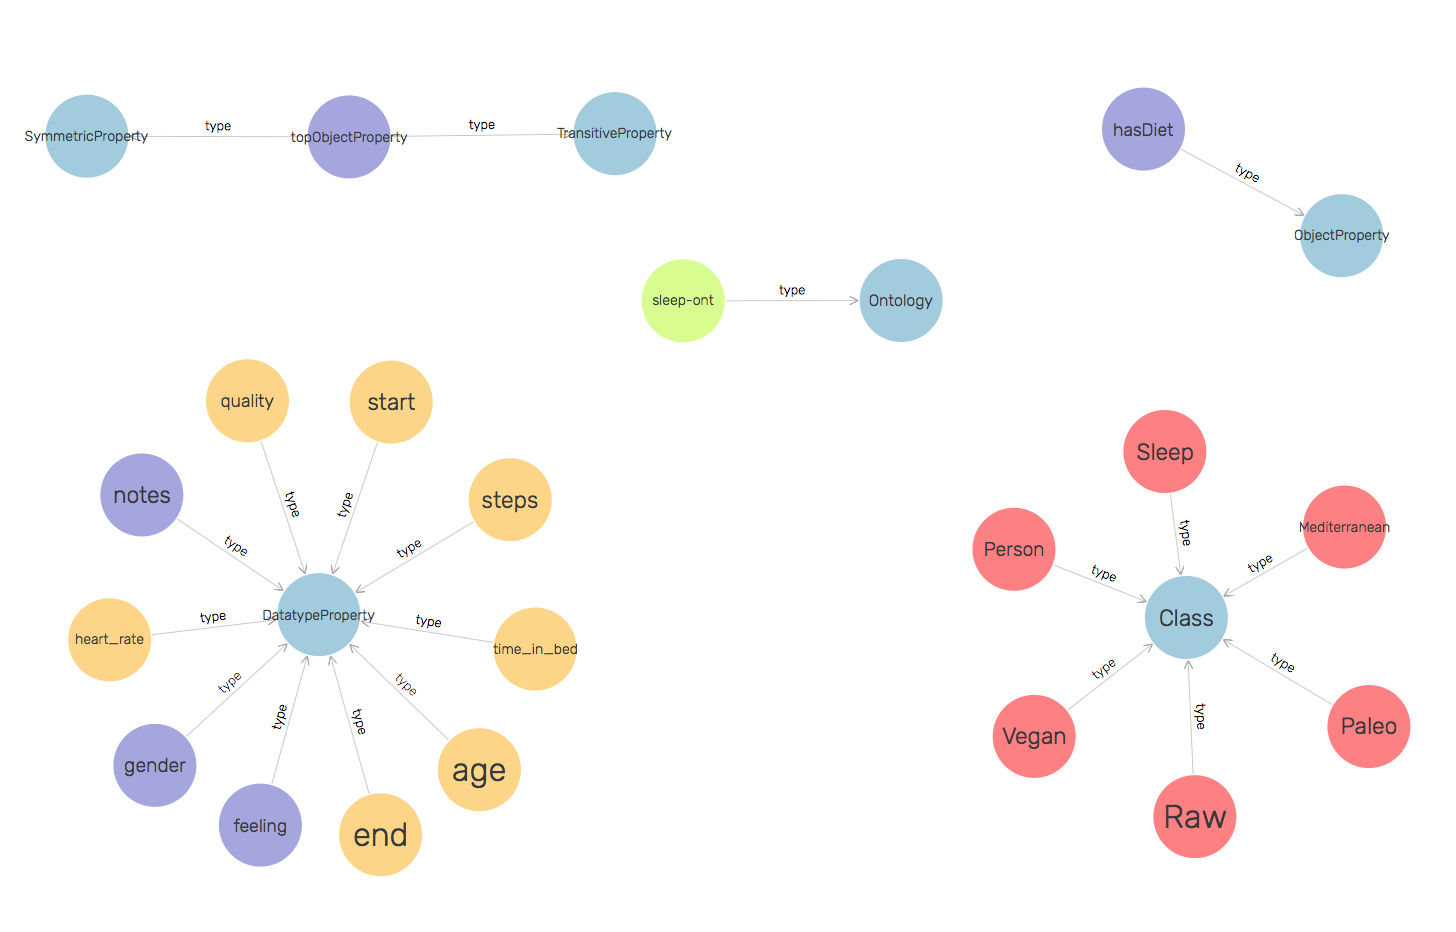 SymmetricProperty
type
topObjectProperty
type
TransitiveProperty
hasDiet
type
ObjectProperty
sleep-ont
type
Ontology
quality
start
notes
steps
type
type
type
type
DatatypeProperty
heart_rate
type
type
time_in_bed
type
type
type
type
gender
feeling
end
age
Sleep
Mediterranean
Person
type
type
type
Class
type
type
type
Vegan
Paleo
Raw